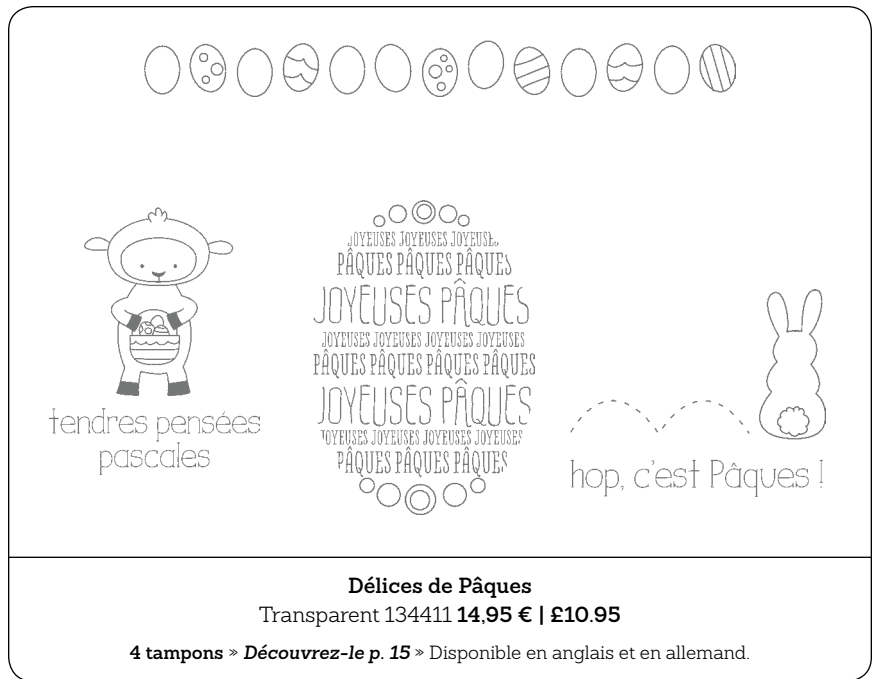 JOYEUSES JOYEUSES JOYEUSE
PÂQUES PÂQUES PÂQUES
JOYEUSES PÂQUES
JOYEUSES JOYEUSES JOYEUSES JOYEUSES
PÂQUES PÂQUES PÂQUES PÂQUES
JOYEUSES PÂQUES
JOYEUSES JOYEUSES JOYEUSES JOYEUSES
PÂQUES PÂQUES PÂQUES
tendres pensées
pascales
hop, c'est Pâques !
Délices de Pâques
Transparent 134411 14,95 € | £10.95
4 tampons » Découvrez-le p. 15 » Disponible en anglais et en allemand.